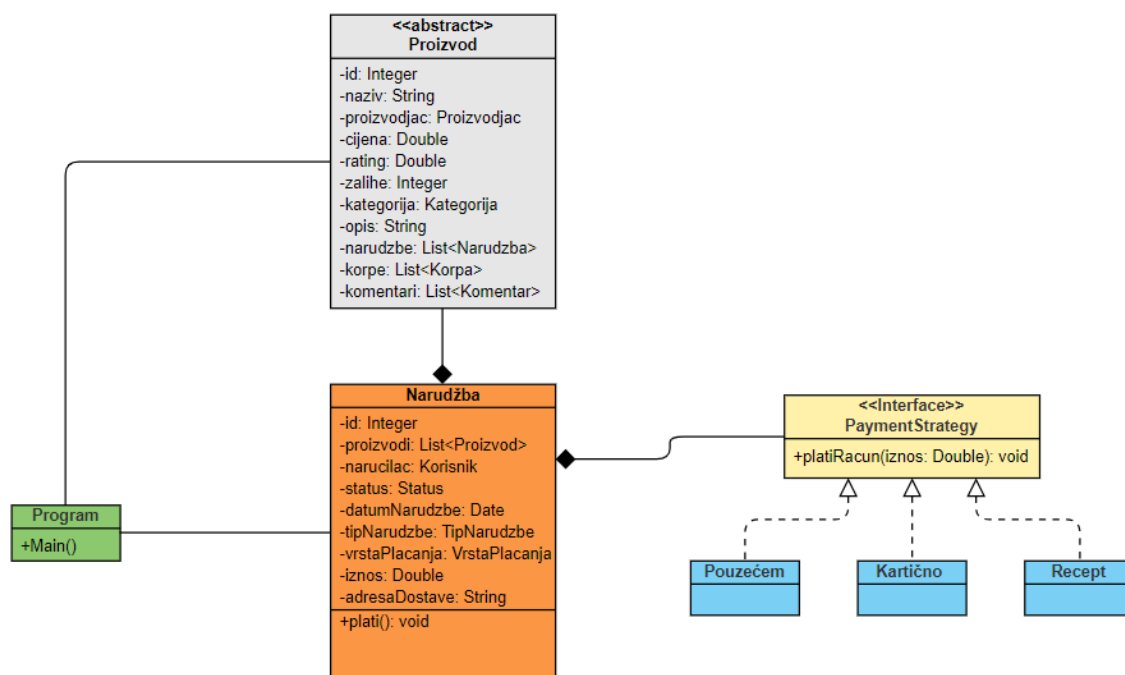 <<abstract>>
Proizvod
-id: Integer
-naziv: String
-proizvodjac: Proizvodjac
-cijena: Double
-rating: Double
-zalihe: Integer
-kategorija: Kategorija
-opis: String
-narudzbe: List<Narudzba>
-korpe: List<Korpa>
-komentari: List<Komentar>
Narudžba
-id: Integer
-proizvodi: List<Proizvod>
-narucilac: Korisnik
-status: Status
-datumNarudzbe: Date
-tipNarudzbe: TipNarudzbe
-vrstaPlacanja: VrstaPlacanja
-iznos: Double
-adresaDostave: String
+plati(): void
<<Interface>>
PaymentStrategy
+platiRacun(iznos: Double): void
Program
+Main()
Pouzećem
Kartično
Recept